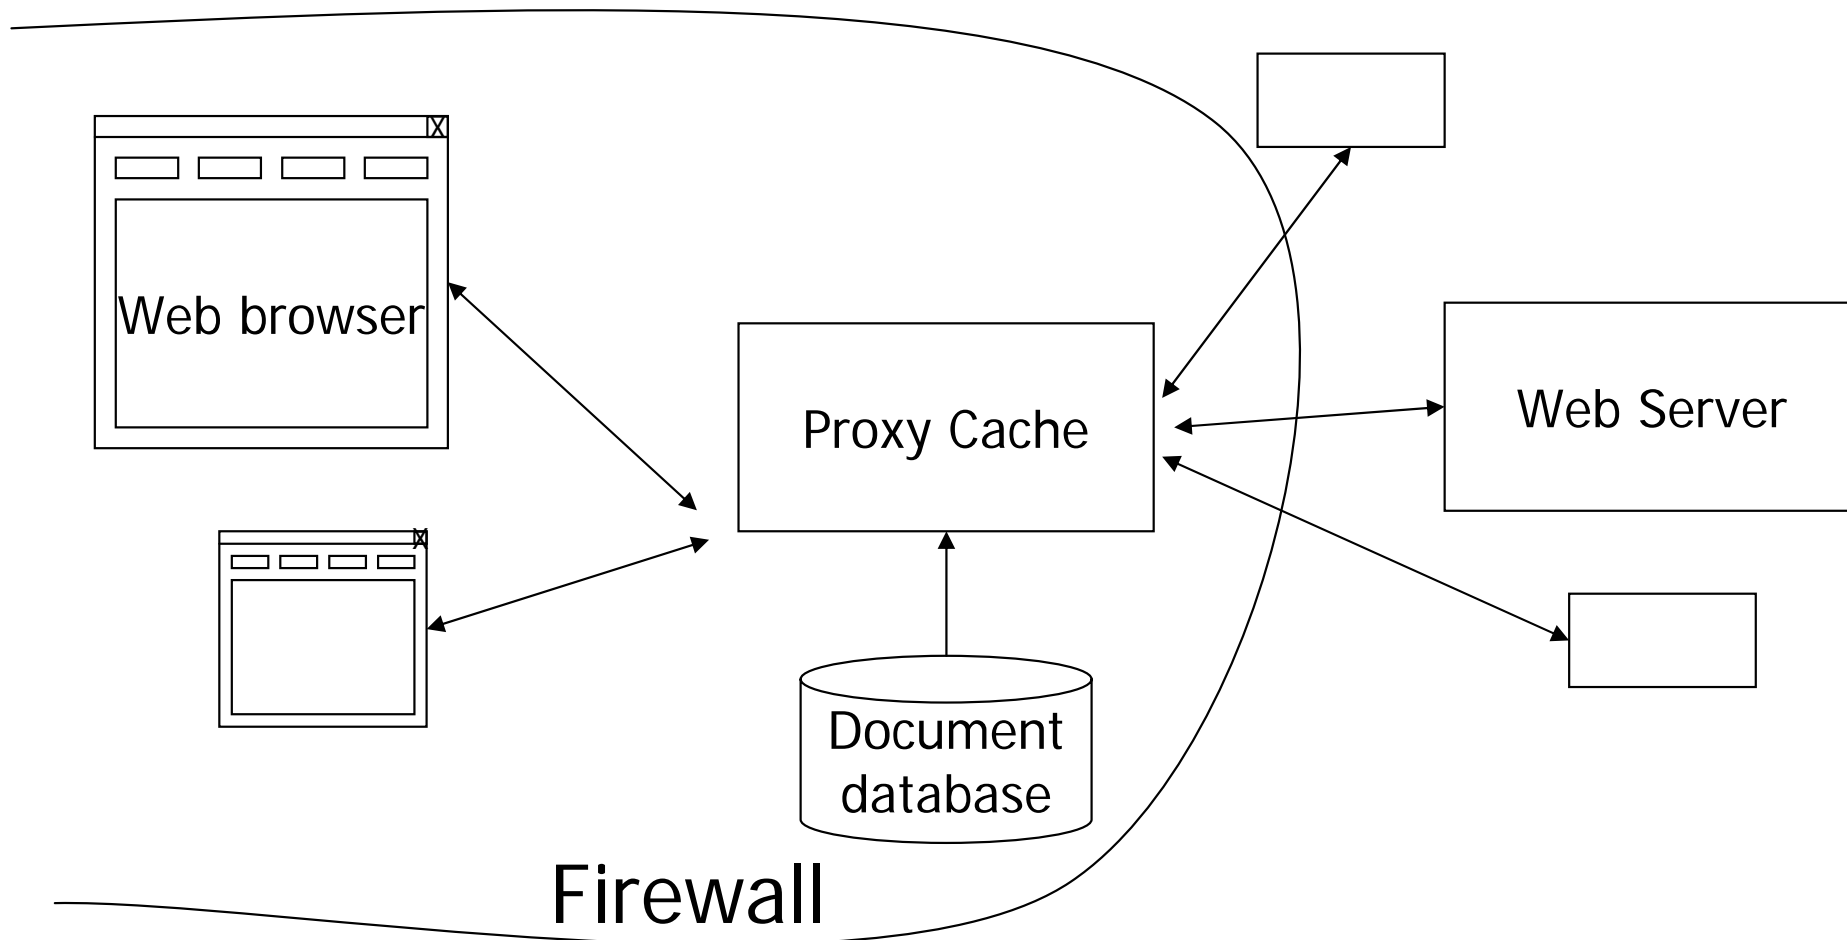 X
Web browser
Proxy Cache
Web Server
X
Document
database
Firewall